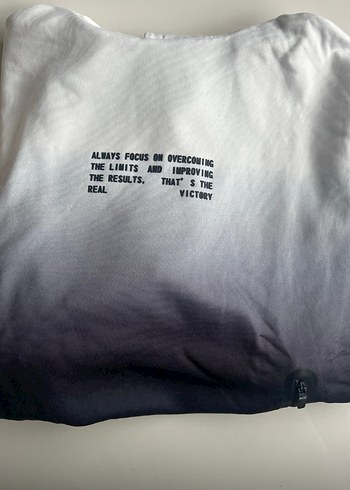 ALWAYS FOCUS ON OVERCOMING
THE LIMITS AND IMPROVING
THE RESULTS. THAT'S THE
REAL VICTORY